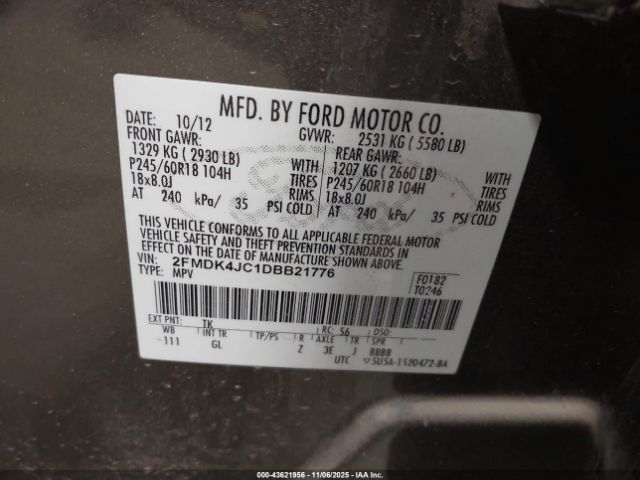 MFD. BY FORD MOTOR CO.
DATE: 10/12 GVWR: 2531 KG ( 5580 LB)
FRONT GAWR: REAR GAWR:
1329 KG ( 2930 LB) WITH 1207 KG ( 2660 LB) WITH
P245/60R18 104H TIRES P245/60R18 104H TIRES
18x8.0J RIMS 18x8.0J RIMS
AT 240 kPa/ 35 PSI COLD AT 240 kPa/ 35 PSI COLD
THIS VEHICLE CONFORMS TO ALL APPLICABLE FEDERAL MOTOR
VEHICLE SAFETY AND THEFT PREVENTION STANDARDS IN
EFFECT ON THE DATE OF MANUFACTURE SHOWN ABOVE.
VIN: 2FMDK4JC1DBB21776
TYPE: MPV
F0182
T0246
EXT PNT: TK RC: 56 DSO:
WB INT TR TP/PS R AXLE TR SPR
111 GL Z 3E J BBBB
UTC 5U5A-1520472-8A
000-43621956 - 11/06/2025 - IAAI.COM